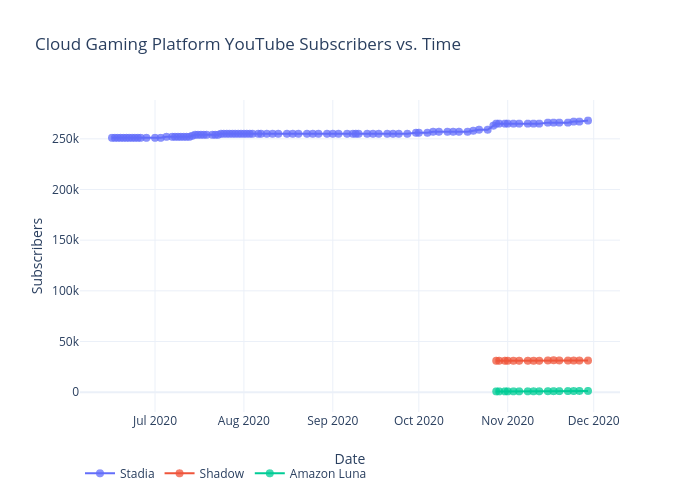 Cloud Gaming Platform YouTube Subscribers vs. Time
Subscribers
250k
200k
150k
100k
50k
0
Jul 2020 Aug 2020 Sep 2020 Oct 2020 Nov 2020 Dec 2020
Date
Stadia Shadow Amazon Luna